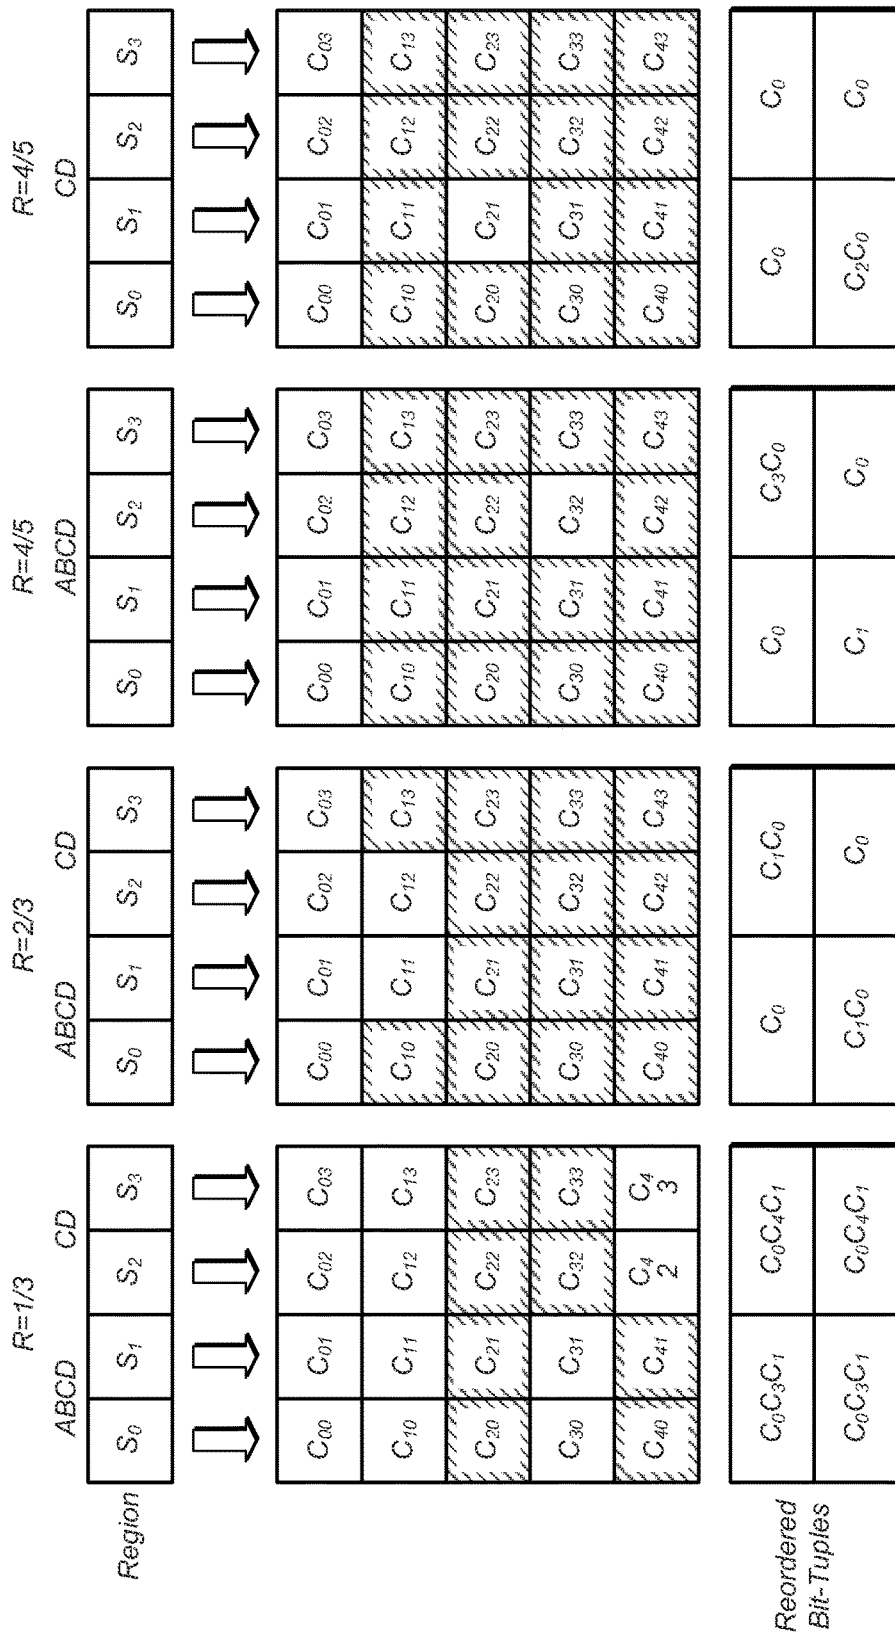 R=1/3 R=2/3 R=4/5 R=4/5
ABCD CD ABCD CD ABCD CD
Region S0 S1 S2 S3 S0 S1 S2 S3 S0 S1 S2 S3 S0 S1 S2 S3
C00 C01 C02 C03 C00 C01 C02 C03 C00 C01 C02 C03 C00 C01 C02 C03
C10 C11 C12 C13 C10 C11 C12 C13 C10 C11 C12 C13 C10 C11 C12 C13
C20 C21 C22 C23 C20 C21 C22 C23 C20 C21 C22 C23 C20 C21 C22 C23
C30 C31 C32 C33 C30 C31 C32 C33 C30 C31 C32 C33 C30 C31 C32 C33
C40 C41 C4 C4 C40 C41 C42 C43 C40 C41 C42 C43 C40 C41 C42 C43
2 3
Reordered C0C3C1 C0C4C1 C0 C1C0 C0 C3C0 C0 C0
Bit-Tuples C0C3C1 C0C4C1 C1C0 C0 C1 C0 C2C0 C0